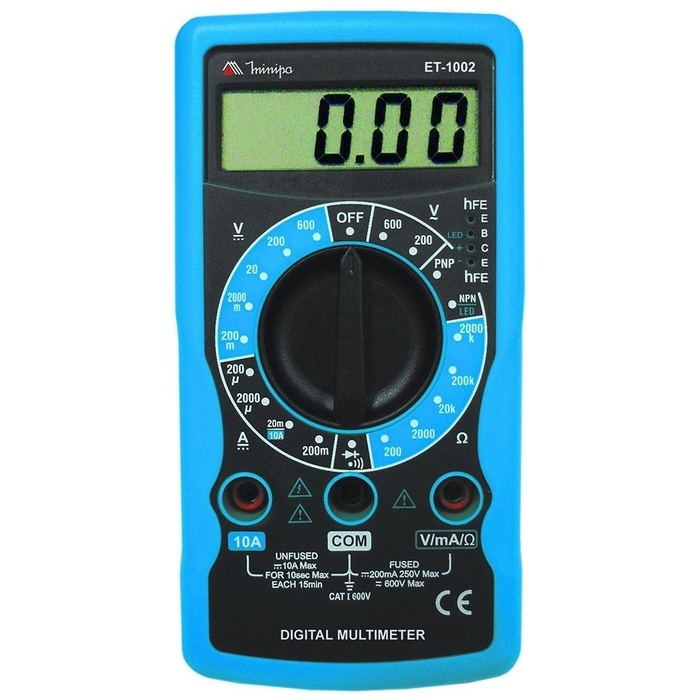 Minipa
ET-1002
0.00
OFF
V
600
200
20
2000
m
200
m
200
µ
2000
µ
A
20m
10A
200m
600
200
V
hFE
E
LED B
+ C
- E
hFE
PNP
NPN
LED
2000
k
200k
20k
2000
200
Ω
10A
COM
V/mA/Ω
UNFUSED
10A Max
FOR 10sec Max
EACH 15min
FUSED
200mA 250V Max
600V Max
CAT I 600V
CE
DIGITAL MULTIMETER